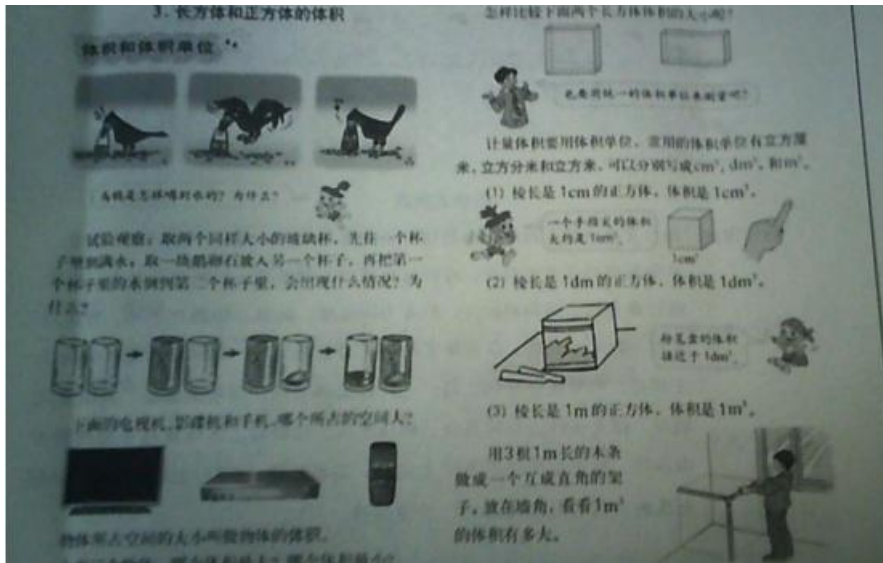 3. 长方体和正方体的体积
体积和体积单位
乌鸦是怎样喝到水的？为什么？
试验观察：取两个同样大小的玻璃杯，先往一个杯
子里倒满水；取一块鹅卵石放入另一个杯子，再把第一
个杯子里的水倒到第二个杯子里，会出现什么情况？为
什么？
下面的电视机、影碟机和手机，哪个所占的空间大？
物体所占空间的大小叫做物体的体积。
怎样比较下面两个长方体体积的大小呢？
也要用统一的体积单位来测量吧？
计量体积要用体积单位，常用的体积单位有立方厘
米、立方分米和立方米，可以分别写成cm³, dm³, 和m³。
(1) 棱长是1cm的正方体，体积是1cm³。
一个手指尖的体积
大约是1cm³。
1cm³
(2) 棱长是1dm的正方体，体积是1dm³。
粉笔盒的体积
接近于1dm³。
(3) 棱长是1m的正方体，体积是1m³。
用3根1m长的木条
做成一个互成直角的架
子，放在墙角，看看1m³
的体积有多大。